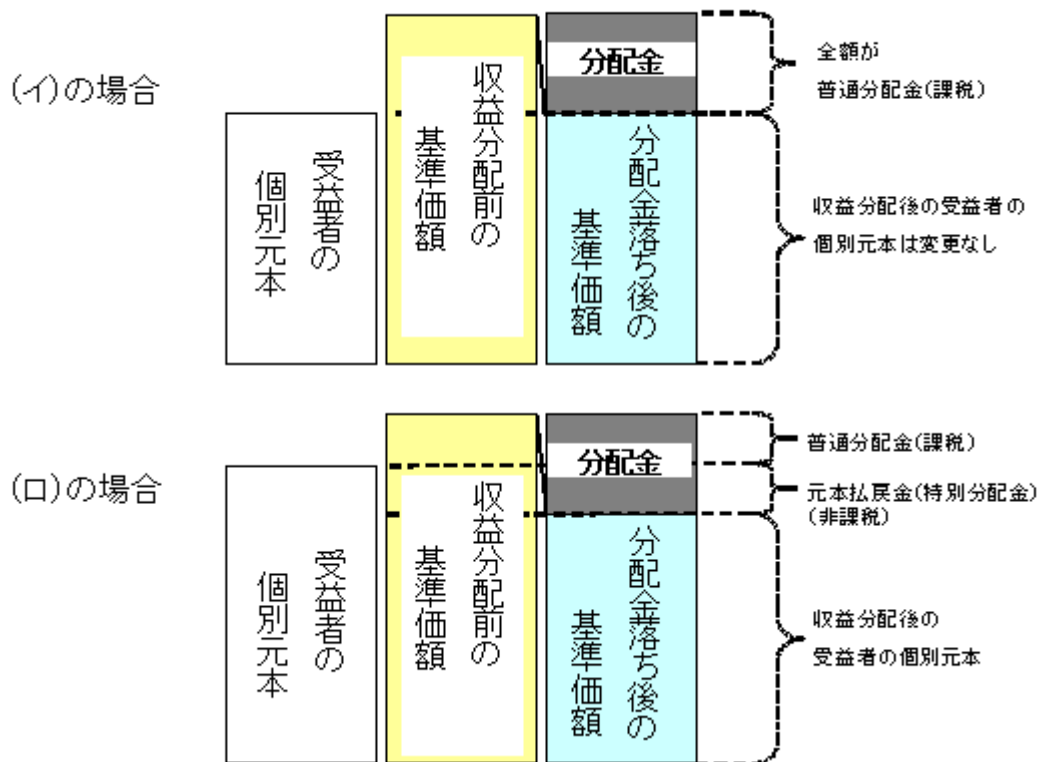 (イ)の場合
受益者の
個別元本
収益分配前の
基準価額
分配金
分配金落ち後の
基準価額
全額が
普通分配金(課税)
収益分配後の受益者の
個別元本は変更なし
(ロ)の場合
受益者の
個別元本
収益分配前の
基準価額
分配金
分配金落ち後の
基準価額
普通分配金(課税)
元本払戻金(特別分配金)
(非課税)
収益分配後の
受益者の個別元本